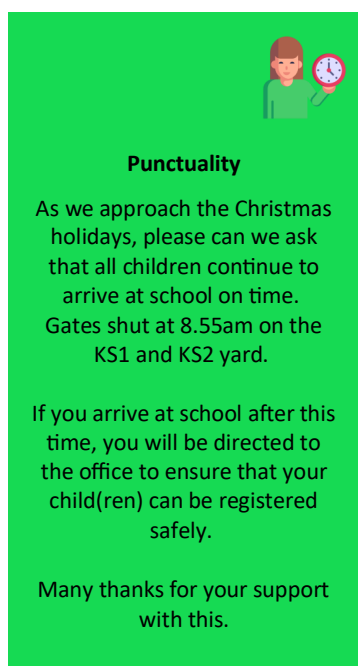 Punctuality
As we approach the Christmas
holidays, please can we ask
that all children continue to
arrive at school on time.
Gates shut at 8.55am on the
KS1 and KS2 yard.
If you arrive at school after this
time, you will be directed to
the office to ensure that your
child(ren) can be registered
safely.
Many thanks for your support
with this.